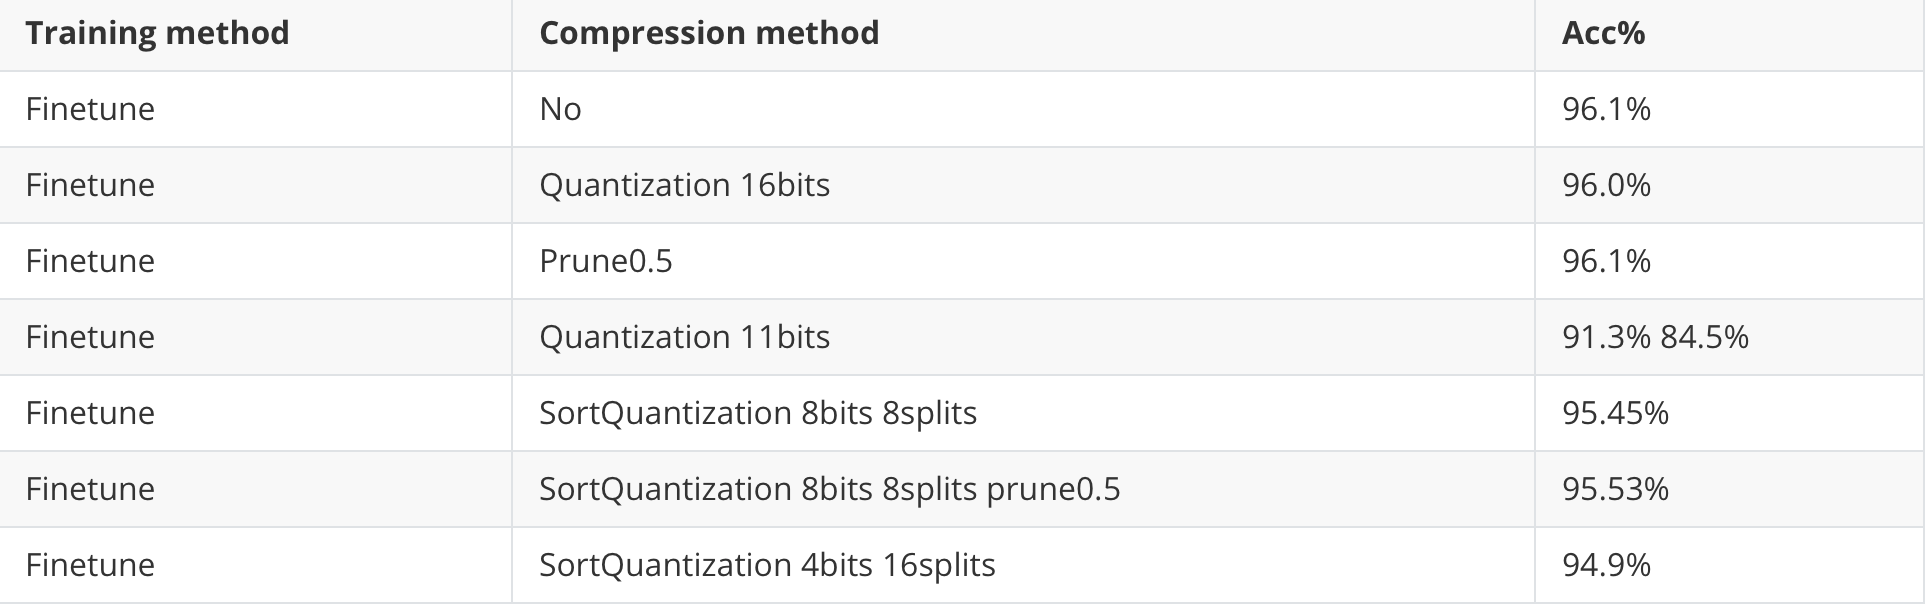 Training method Compression method Acc%
Finetune No 96.1%
Finetune Quantization 16bits 96.0%
Finetune Prune0.5 96.1%
Finetune Quantization 11bits 91.3% 84.5%
Finetune SortQuantization 8bits 8splits 95.45%
Finetune SortQuantization 8bits 8splits prune0.5 95.53%
Finetune SortQuantization 4bits 16splits 94.9%